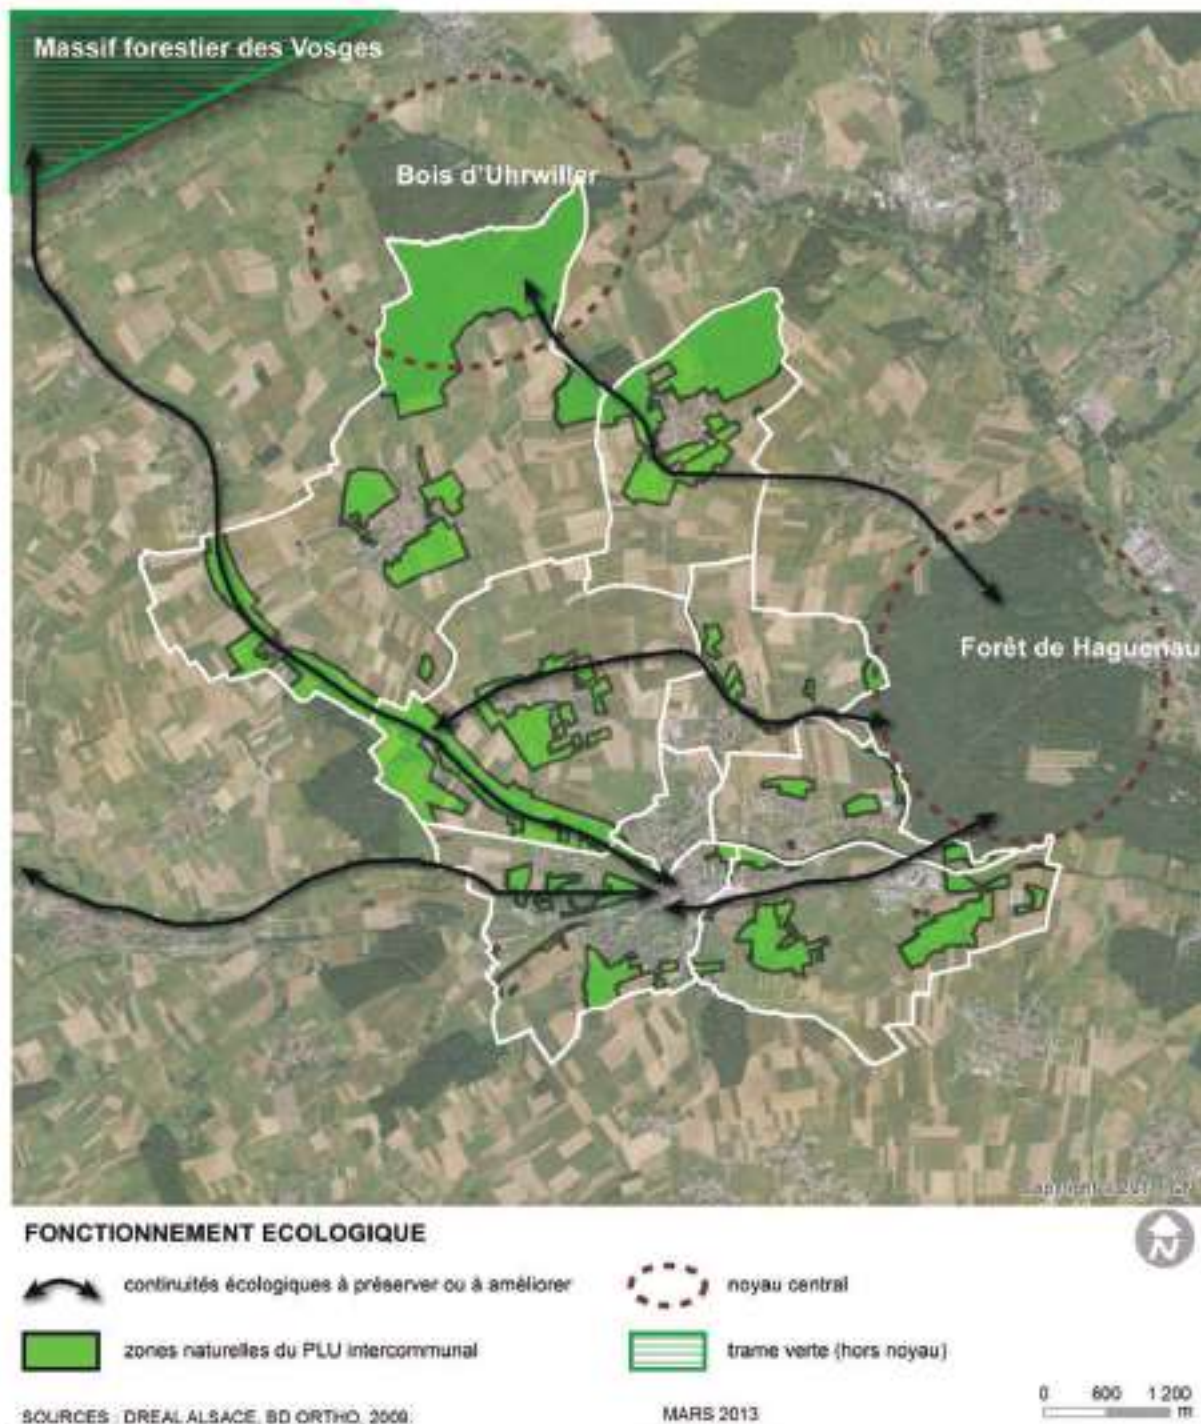 Massif forestier des Vosges
Bois d'Uhrwiller
Forêt de Haguenau
FONCTIONNEMENT ECOLOGIQUE
continuités écologiques à préserver ou à améliorer
noyau central
zones naturelles du PLU intercommunal
trame verte (hors noyau)
N
0 600 1 200
m
SOURCES : DREAL ALSACE, BD ORTHO, 2009.
MARS 2013